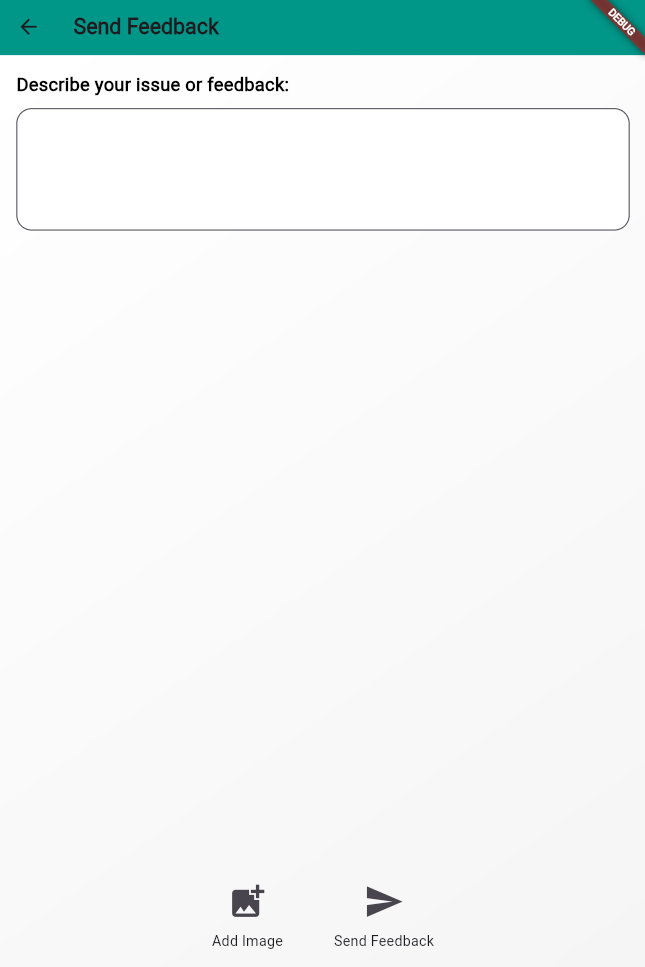 Send Feedback
DEBUG
Describe your issue or feedback:
Add Image
Send Feedback